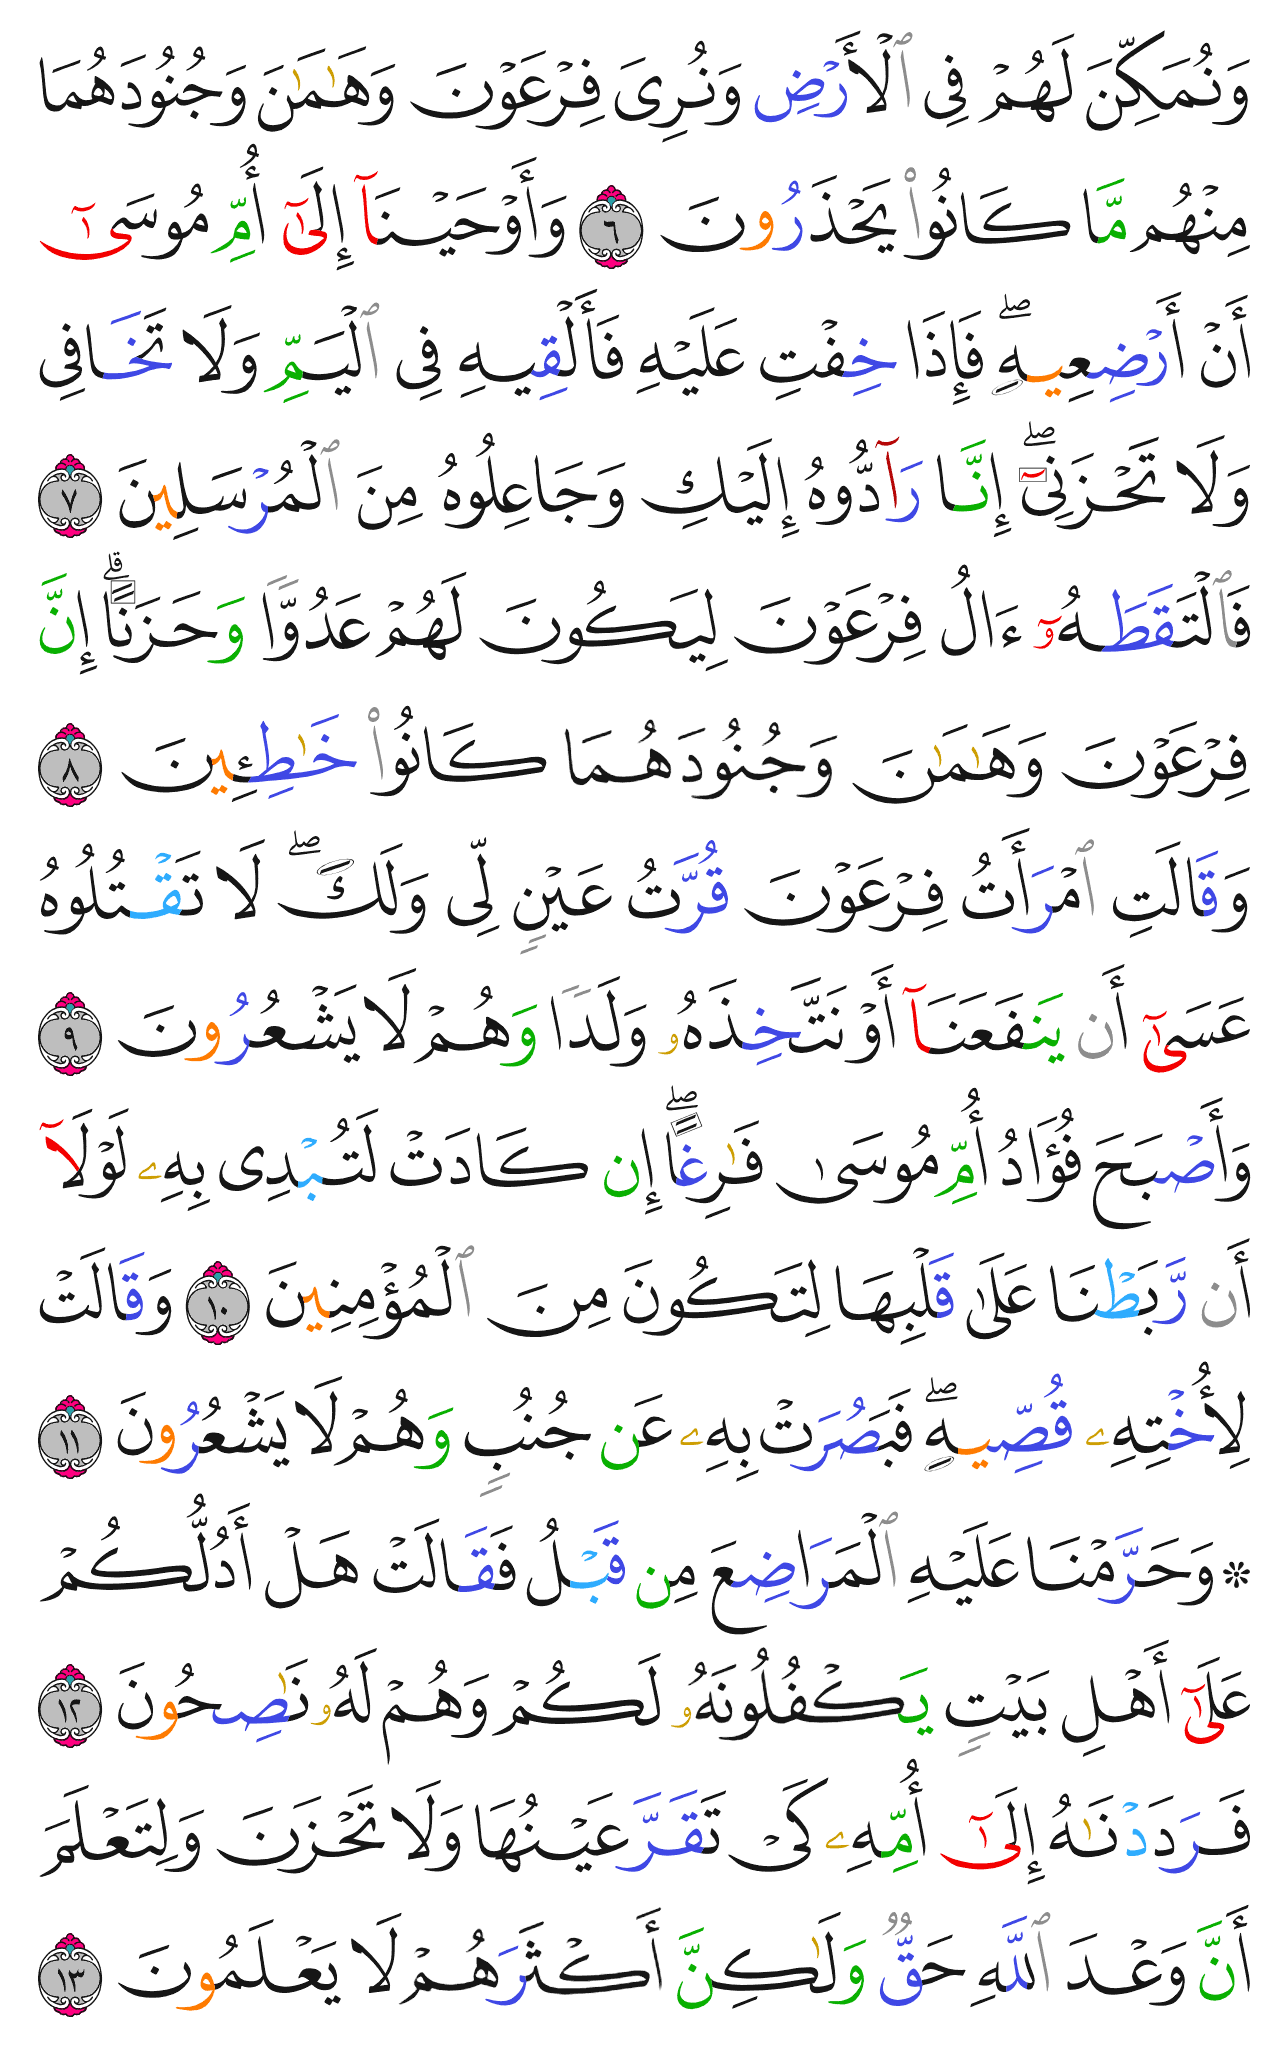 وَنُمَكِّنَ لَهُمْ فِى ٱلْأَرْضِ وَنُرِىَ فِرْعَوْنَ وَهَـٰمَـٰنَ وَجُنُودَهُمَا
مِنْهُم مَّا كَانُوا۟ يَحْذَرُونَ ٦ وَأَوْحَيْنَآ إِلَىٰٓ أُمِّ مُوسَىٰٓ
أَنْ أَرْضِعِيهِ ۖ فَإِذَا خِفْتِ عَلَيْهِ فَأَلْقِيهِ فِى ٱلْيَمِّ وَلَا تَخَافِى
وَلَا تَحْزَنِىٓ ۖ إِنَّا رَآدُّوهُ إِلَيْكِ وَجَاعِلُوهُ مِنَ ٱلْمُرْسَلِينَ ٧
فَٱلْتَقَطَهُۥٓ ءَالُ فِرْعَوْنَ لِيَكُونَ لَهُمْ عَدُوًّا وَحَزَنًا ۗ إِنَّ
فِرْعَوْنَ وَهَـٰمَـٰنَ وَجُنُودَهُمَا كَانُوا۟ خَـٰطِـِٔينَ ٨
وَقَالَتِ ٱمْرَأَتُ فِرْعَوْنَ قُرَّتُ عَيْنٍ لِّى وَلَكَ ۖ لَا تَقْتُلُوهُ
عَسَىٰٓ أَن يَنفَعَنَآ أَوْ نَتَّخِذَهُۥ وَلَدًا وَهُمْ لَا يَشْعُرُونَ ٩
وَأَصْبَحَ فُؤَادُ أُمِّ مُوسَىٰ فَـٰرِغًا ۖ إِن كَادَتْ لَتُبْدِى بِهِۦ لَوْلَآ
أَن رَّبَطْنَا عَلَىٰ قَلْبِهَا لِتَكُونَ مِنَ ٱلْمُؤْمِنِينَ ١٠ وَقَالَتْ
لِأُخْتِهِۦ قُصِّيهِ ۖ فَبَصُرَتْ بِهِۦ عَن جُنُبٍ وَهُمْ لَا يَشْعُرُونَ ١١
۞ وَحَرَّمْنَا عَلَيْهِ ٱلْمَرَاضِعَ مِن قَبْلُ فَقَالَتْ هَلْ أَدُلُّكُمْ
عَلَىٰٓ أَهْلِ بَيْتٍ يَكْفُلُونَهُۥ لَكُمْ وَهُمْ لَهُۥ نَـٰصِحُونَ ١٢
فَرَدَدْنَـٰهُ إِلَىٰٓ أُمِّهِۦ كَىْ تَقَرَّ عَيْنُهَا وَلَا تَحْزَنَ وَلِتَعْلَمَ
أَنَّ وَعْدَ ٱللَّهِ حَقٌّ وَلَـٰكِنَّ أَكْثَرَهُمْ لَا يَعْلَمُونَ ١٣